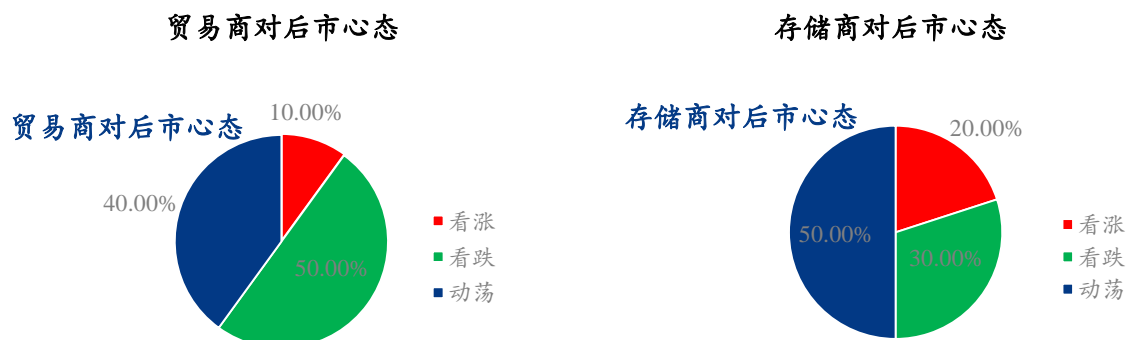 贸易商对后市心态
贸易商对后市心态
10.00%
40.00%
50.00%
看涨
看跌
动荡
存储商对后市心态
存储商对后市心态
20.00%
50.00%
30.00%
看涨
看跌
动荡